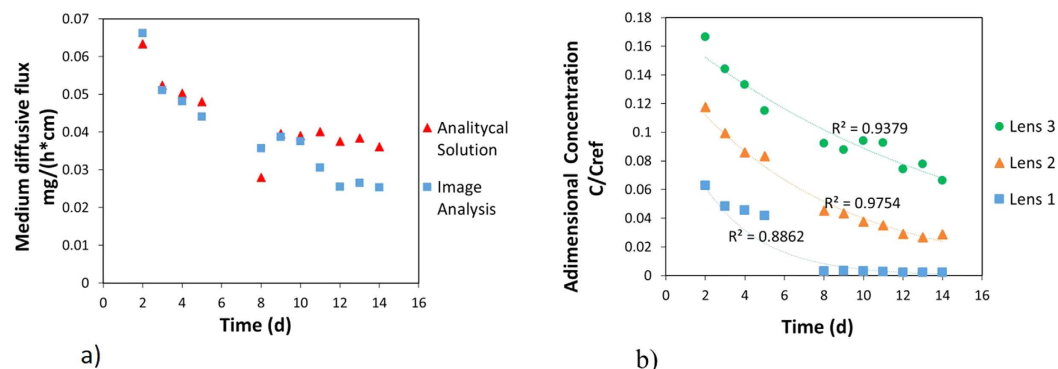 0.07
0.06
0.05
0.04
0.03
0.02
0.01
0
0 2 4 6 8 10 12 14 16
Medium diffusive flux
mg/(h*cm)
Time (d)
Analitycal
Solution
Image
Analysis
a)
0.18
0.16
0.14
0.12
0.1
0.08
0.06
0.04
0.02
0
0 2 4 6 8 10 12 14 16
Adimensional Concentration
C/Cref
Time (d)
R² = 0.9379
R² = 0.9754
R² = 0.8862
Lens 3
Lens 2
Lens 1
b)